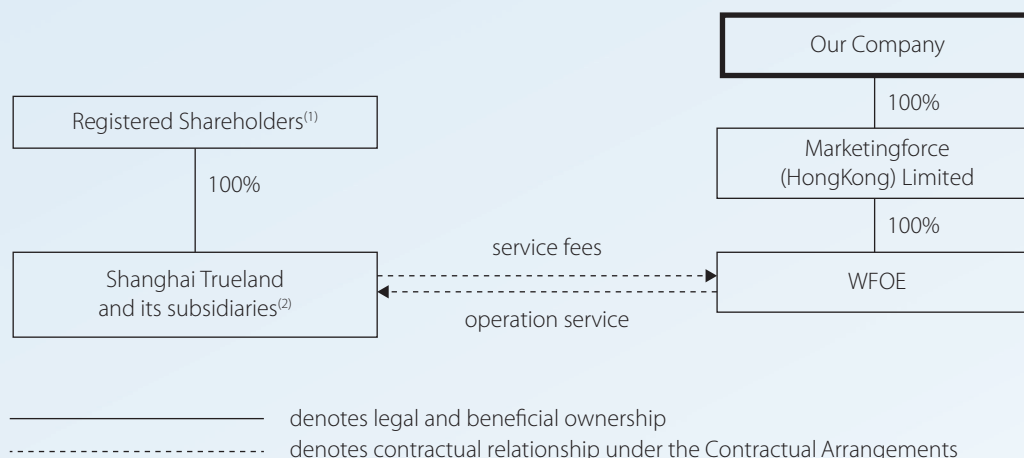 Our Company
100%
Registered Shareholders(1)
Marketingforce
(HongKong) Limited
100%
100%
service fees
Shanghai Trueland
and its subsidiaries(2)
WFOE
operation service
denotes legal and beneficial ownership
denotes contractual relationship under the Contractual Arrangements